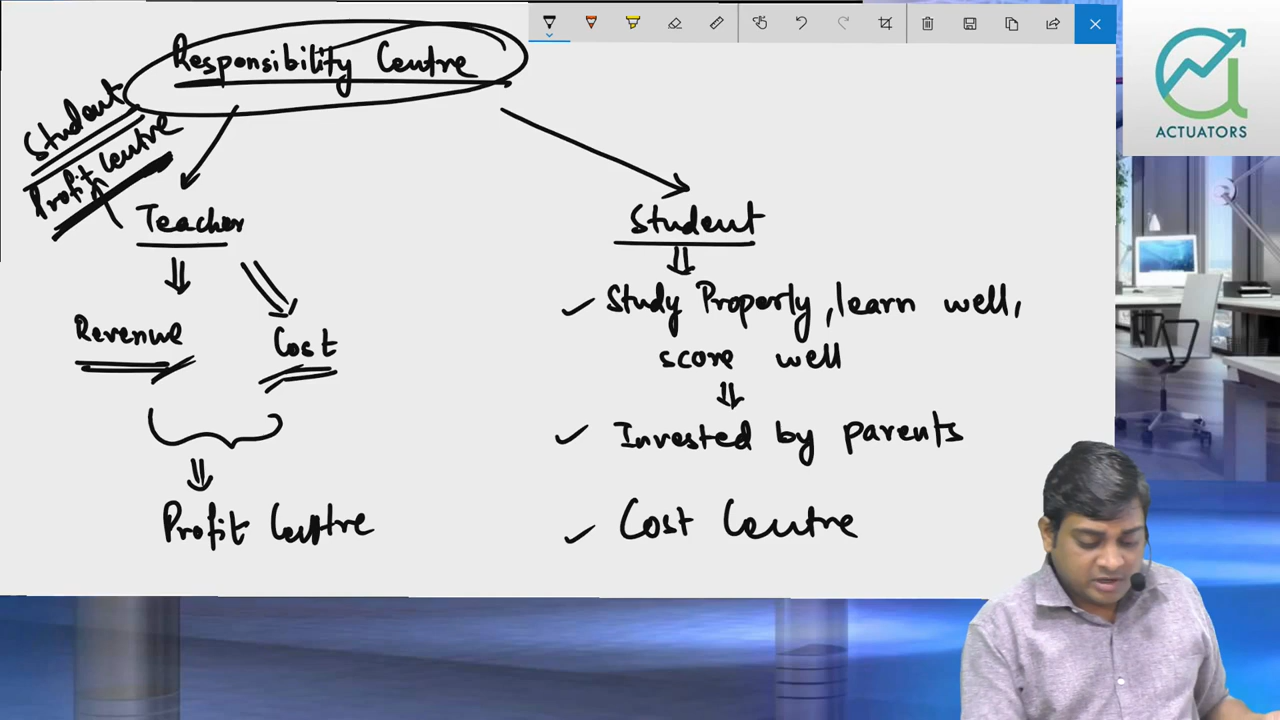 Responsibility Centre
Student
Profit Centre
Teacher
Revenue
Cost
Profit Centre
Student
✓ Study Properly, learn well,
score well
✓ Invested by parents
✓ Cost Centre
ACTUATORS